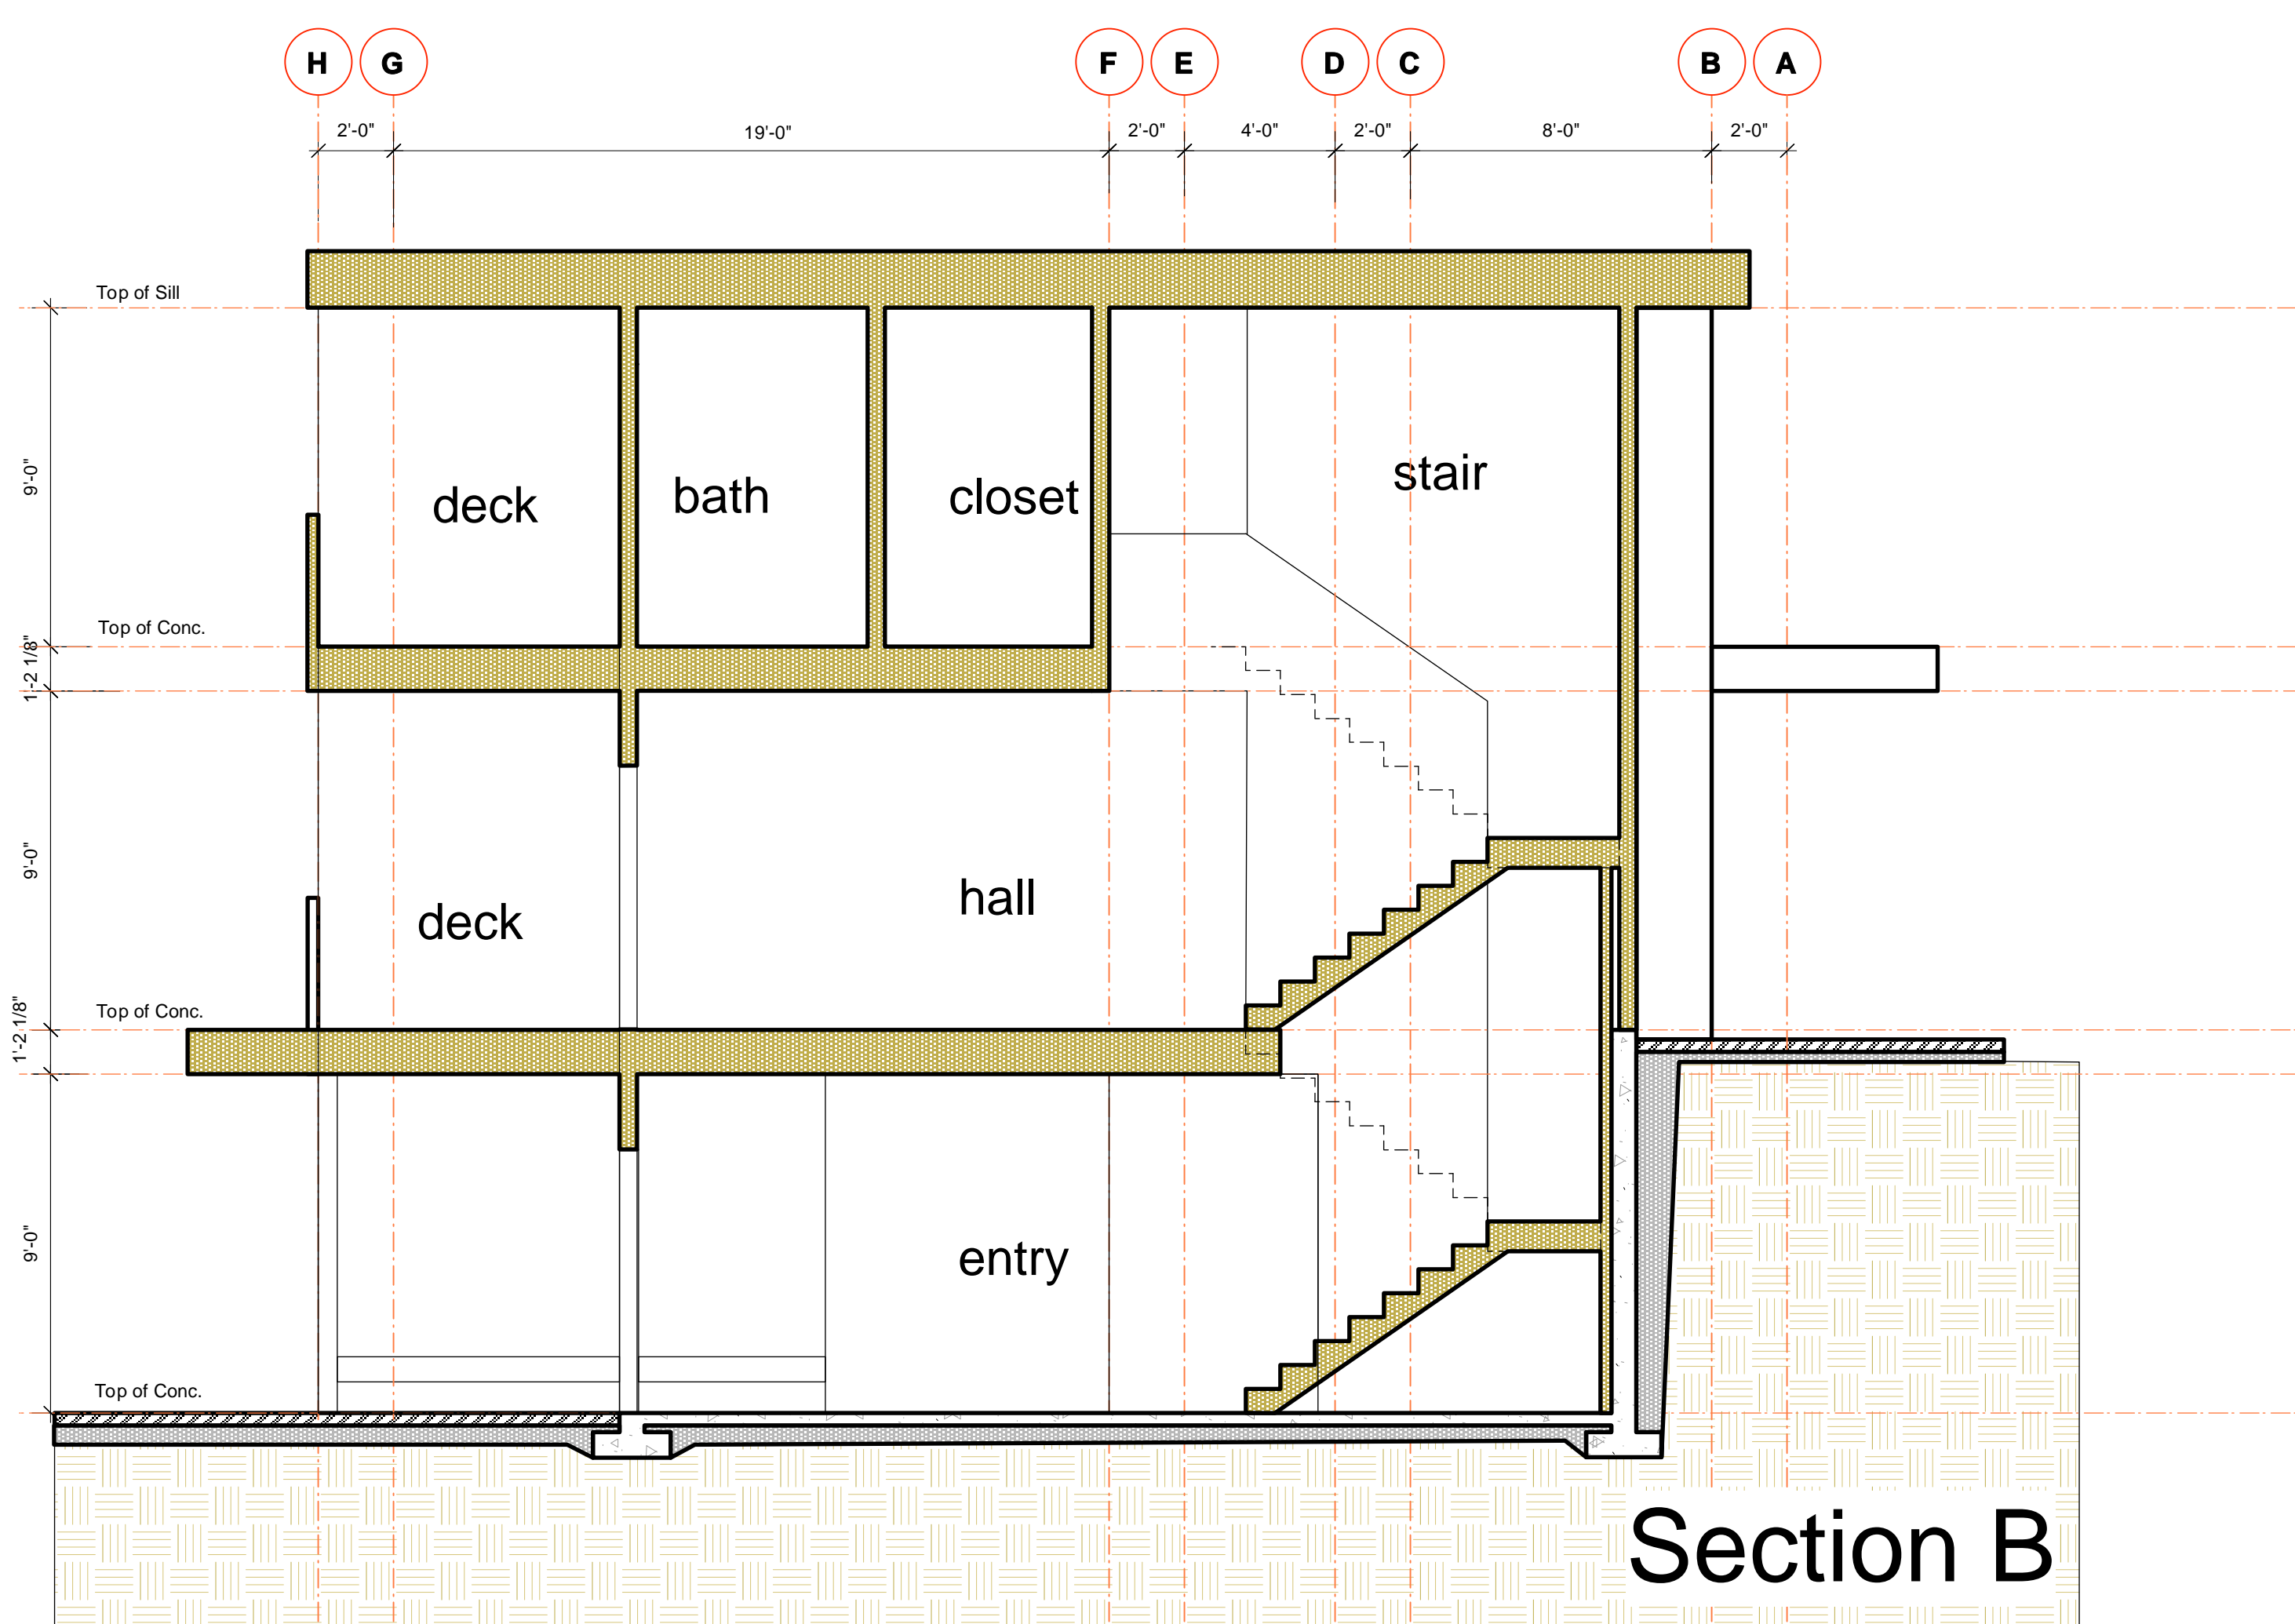 H G F E D C B A
2'-0" 19'-0" 2'-0" 4'-0" 2'-0" 8'-0" 2'-0"
Top of Sill
9'-0"
deck bath closet stair
Top of Conc.
1'-2 1/8"
9'-0"
deck hall
Top of Conc.
1'-2 1/8"
9'-0"
entry
Top of Conc.
Section B